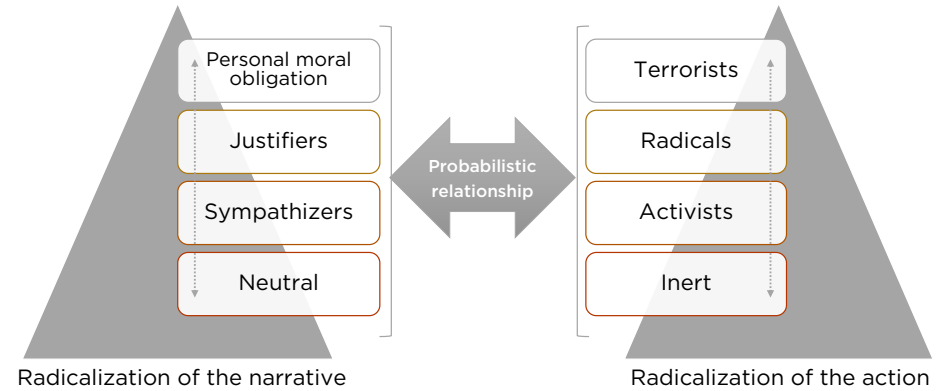 Personal moral
obligation
Justifiers
Sympathizers
Neutral
Radicalization of the narrative
Probabilistic
relationship
Terrorists
Radicals
Activists
Inert
Radicalization of the action